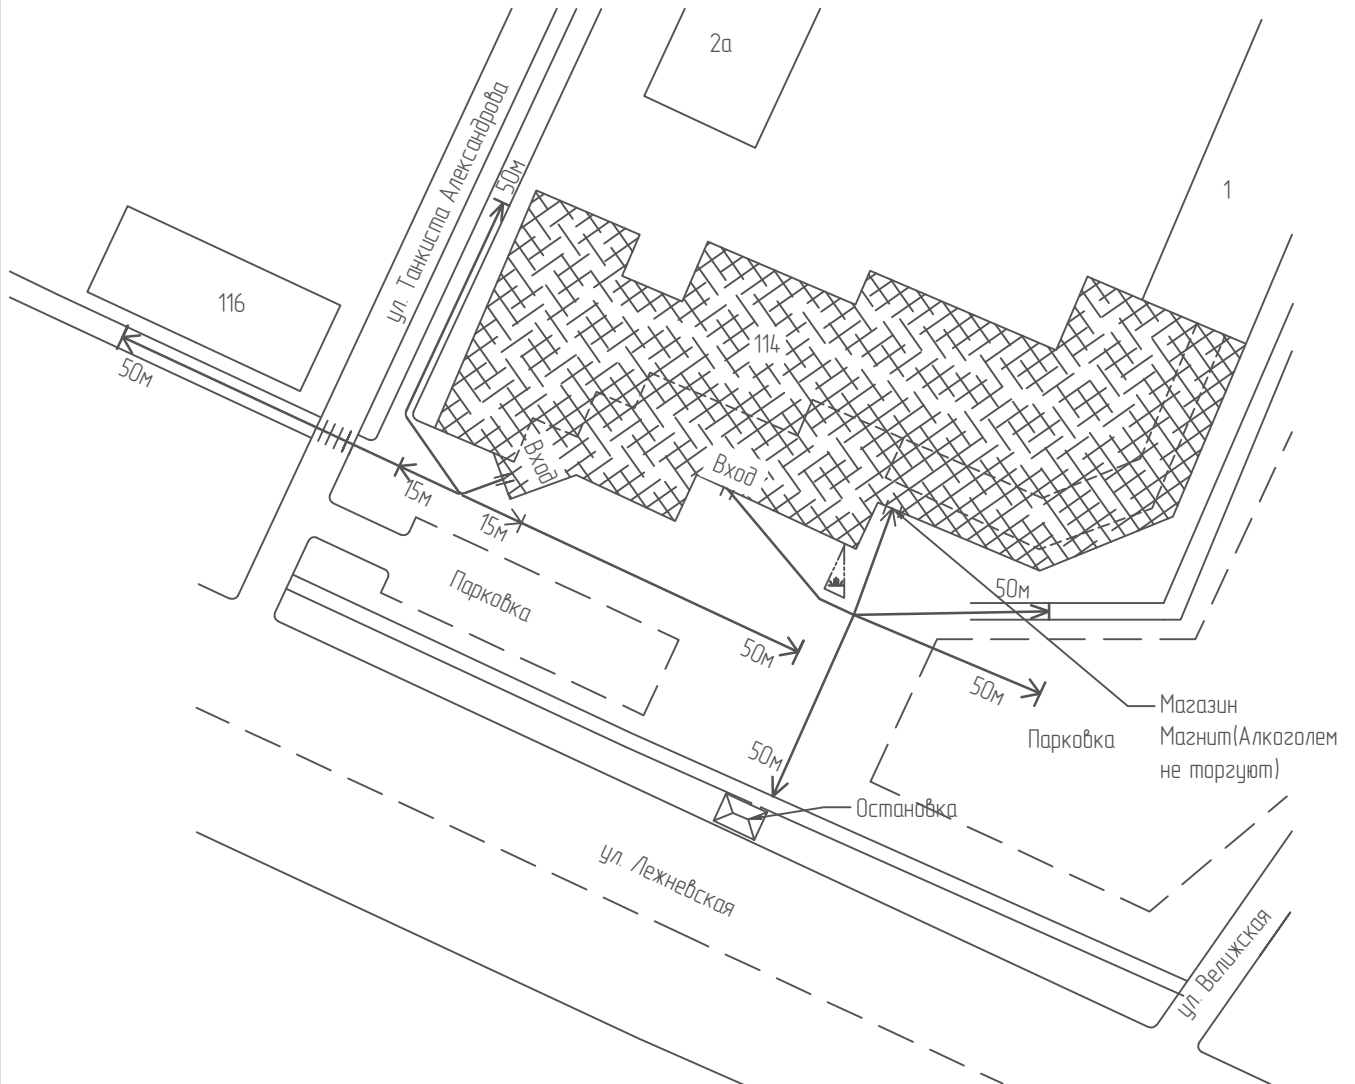 2а
1
ул. Танкиста Александрова
50м
116
114
50м
Вход
Вход
15м
15м
50м
Парковка
50м
50м
Магазин
Магнит(Алкоголем
не торгуют)
Парковка
50м
Остановка
ул. Лежневская
ул. Велижская